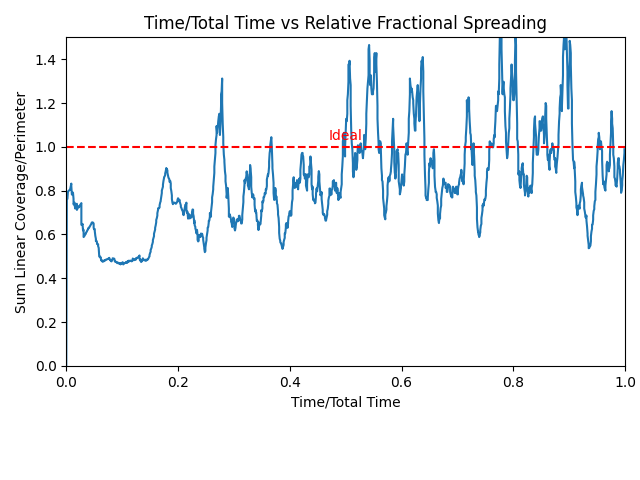 Time/Total Time vs Relative Fractional Spreading
Sum Linear Coverage/Perimeter
1.4
1.2
1.0
0.8
0.6
0.4
0.2
0.0
Ideal
0.0 0.2 0.4 0.6 0.8 1.0
Time/Total Time